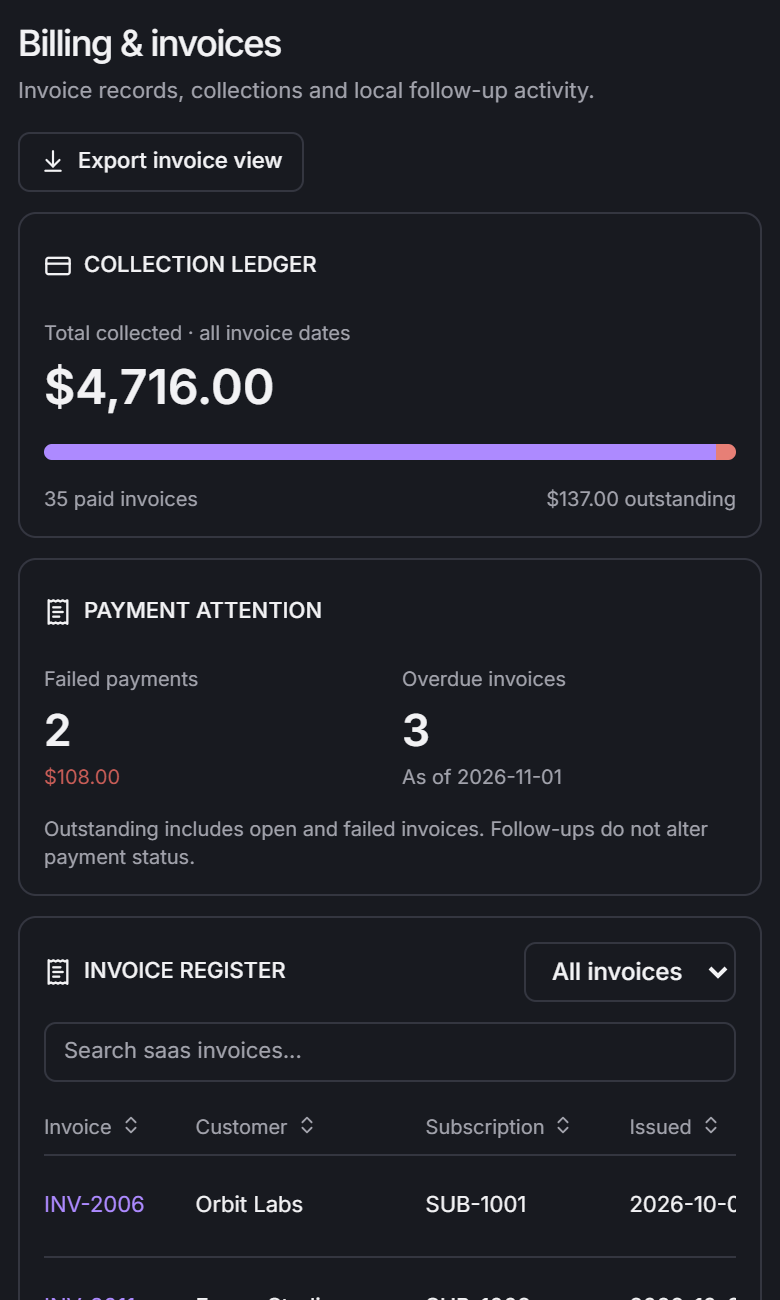 Billing & invoices
Invoice records, collections and local follow-up activity.
Export invoice view
COLLECTION LEDGER
Total collected · all invoice dates
$4,716.00
35 paid invoices $137.00 outstanding
PAYMENT ATTENTION
Failed payments Overdue invoices
2 3
$108.00 As of 2026-11-01
Outstanding includes open and failed invoices. Follow-ups do not alter
payment status.
INVOICE REGISTER All invoices
Search saas invoices...
Invoice Customer Subscription Issued
INV-2006 Orbit Labs SUB-1001 2026-10-0